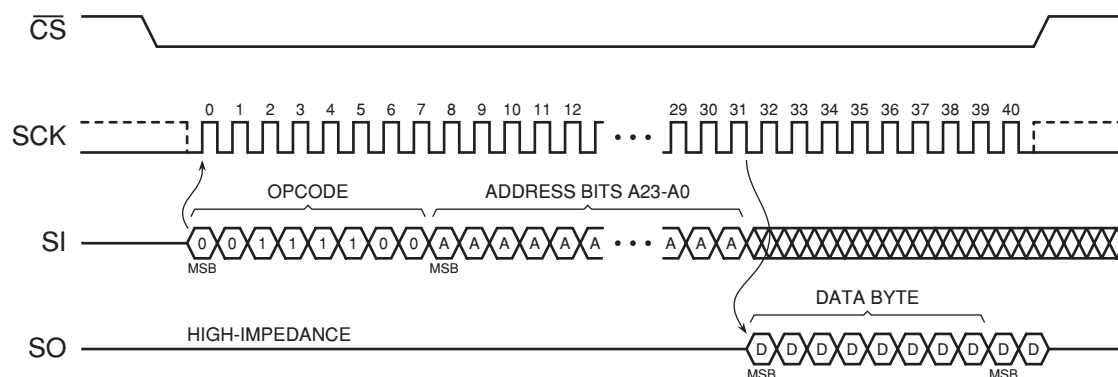 CS
0 1 2 3 4 5 6 7 8 9 10 11 12 29 30 31 32 33 34 35 36 37 38 39 40
SCK
OPCODE ADDRESS BITS A23-A0
SI 0 0 1 1 1 1 0 0 A A A A A A ••• A A A
MSB MSB
DATA BYTE
HIGH-IMPEDANCE
SO D D D D D D D D D D
MSB MSB